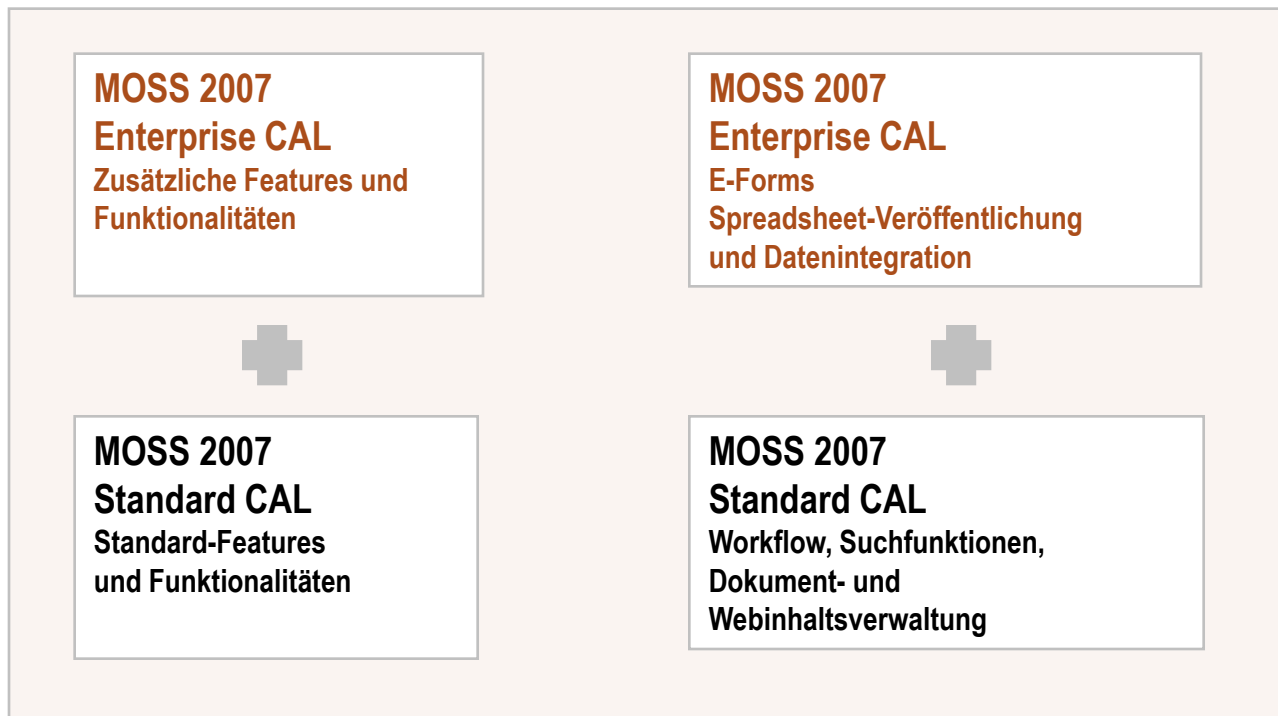 MOSS 2007
Enterprise CAL
Zusätzliche Features und
Funktionalitäten
MOSS 2007
Enterprise CAL
E-Forms
Spreadsheet-Veröffentlichung
und Datenintegration
MOSS 2007
Standard CAL
Standard-Features
und Funktionalitäten
MOSS 2007
Standard CAL
Workflow, Suchfunktionen,
Dokument- und
Webinhaltsverwaltung